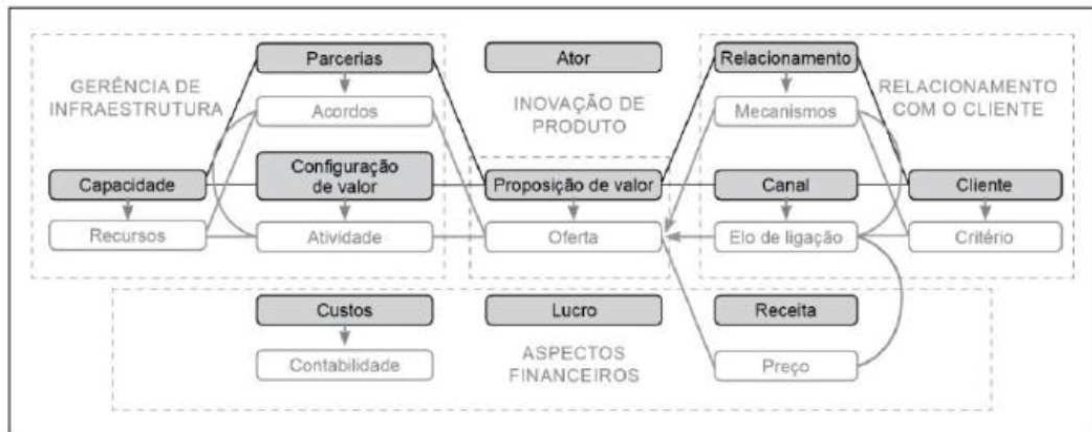 Parcerias
Ator
Relacionamento
GERÊNCIA DE
INFRAESTRUTURA
RELACIONAMENTO
COM O CLIENTE
Acordos
INOVAÇÃO DE
PRODUTO
Mecanismos
Capacidade
Configuração
de valor
Proposição de valor
Canal
Cliente
Recursos
Atividade
Oferta
Elo de ligação
Critério
Custos
Lucro
Receita
Contabilidade
ASPECTOS
FINANCEIROS
Preço